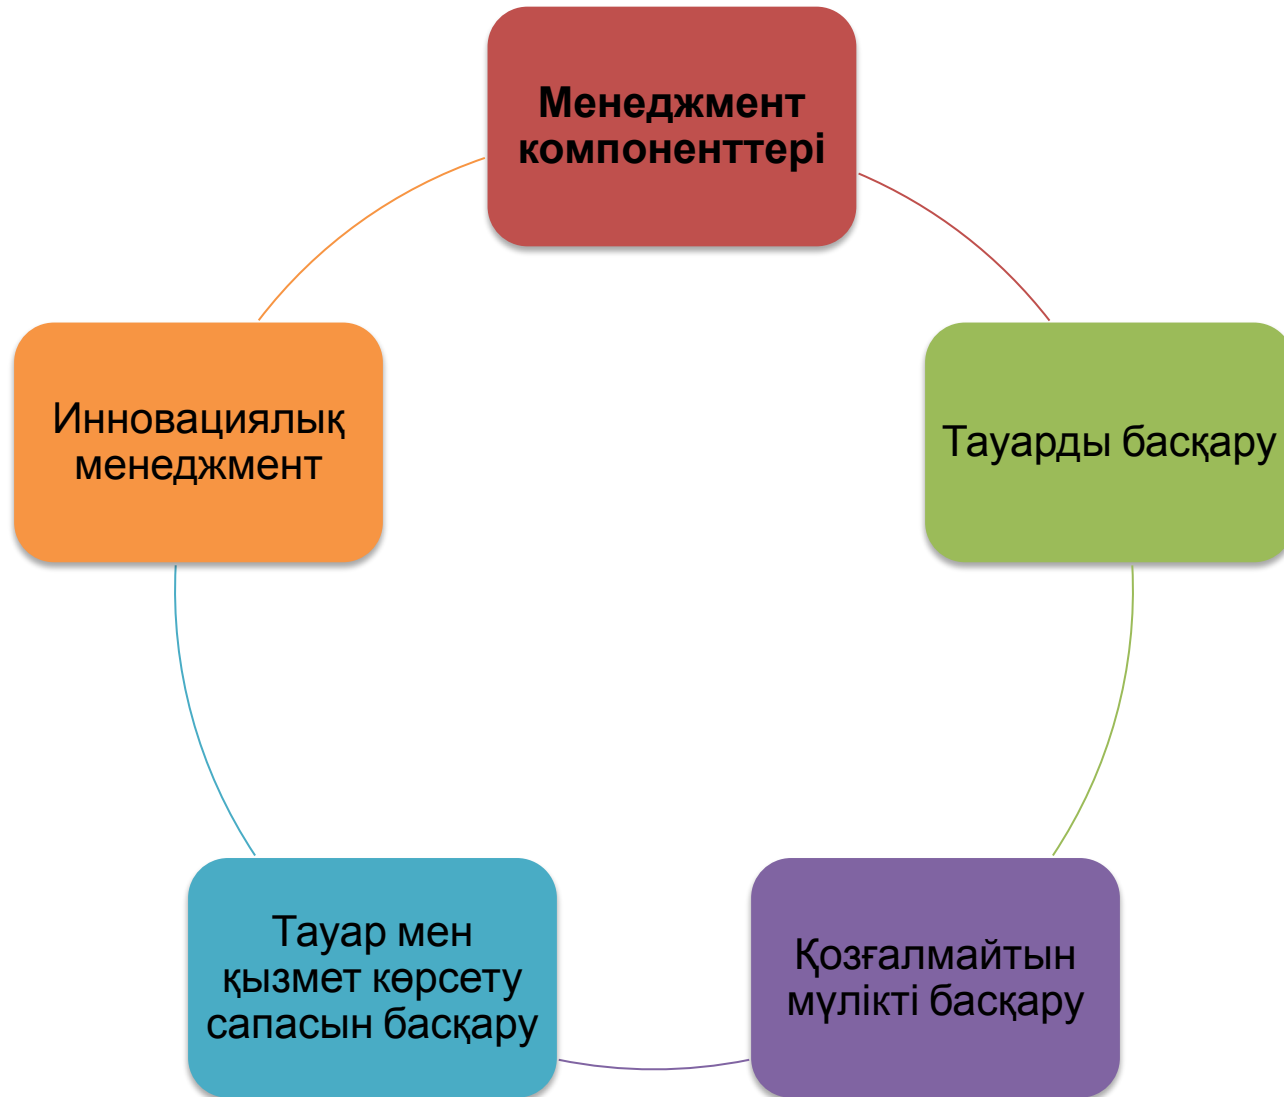 Менеджмент
компоненттері
Тауарды басқару
Қозғалмайтын
мүлікті басқару
Тауар мен
қызмет көрсету
сапасын басқару
Инновациялық
менеджмент